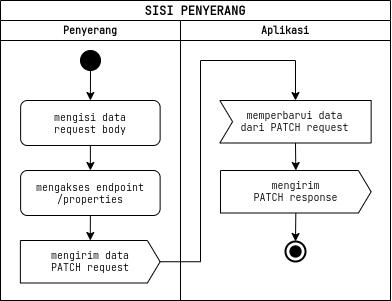 SISI PENYERANG
Penyerang
Aplikasi
mengisi data
request body
mengakses endpoint
/properties
mengirim data
PATCH request
memperbarui data
dari PATCH request
mengirim
PATCH response